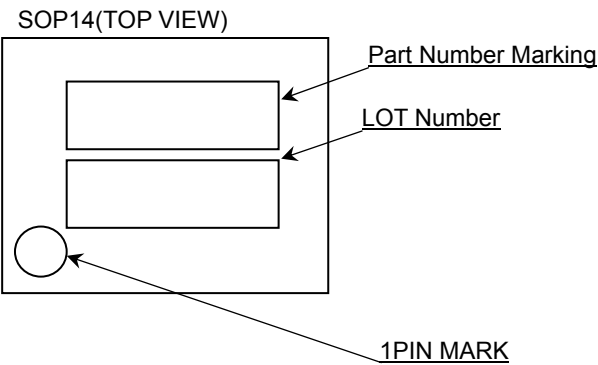 SOP14(TOP VIEW)
Part Number Marking
LOT Number
1PIN MARK